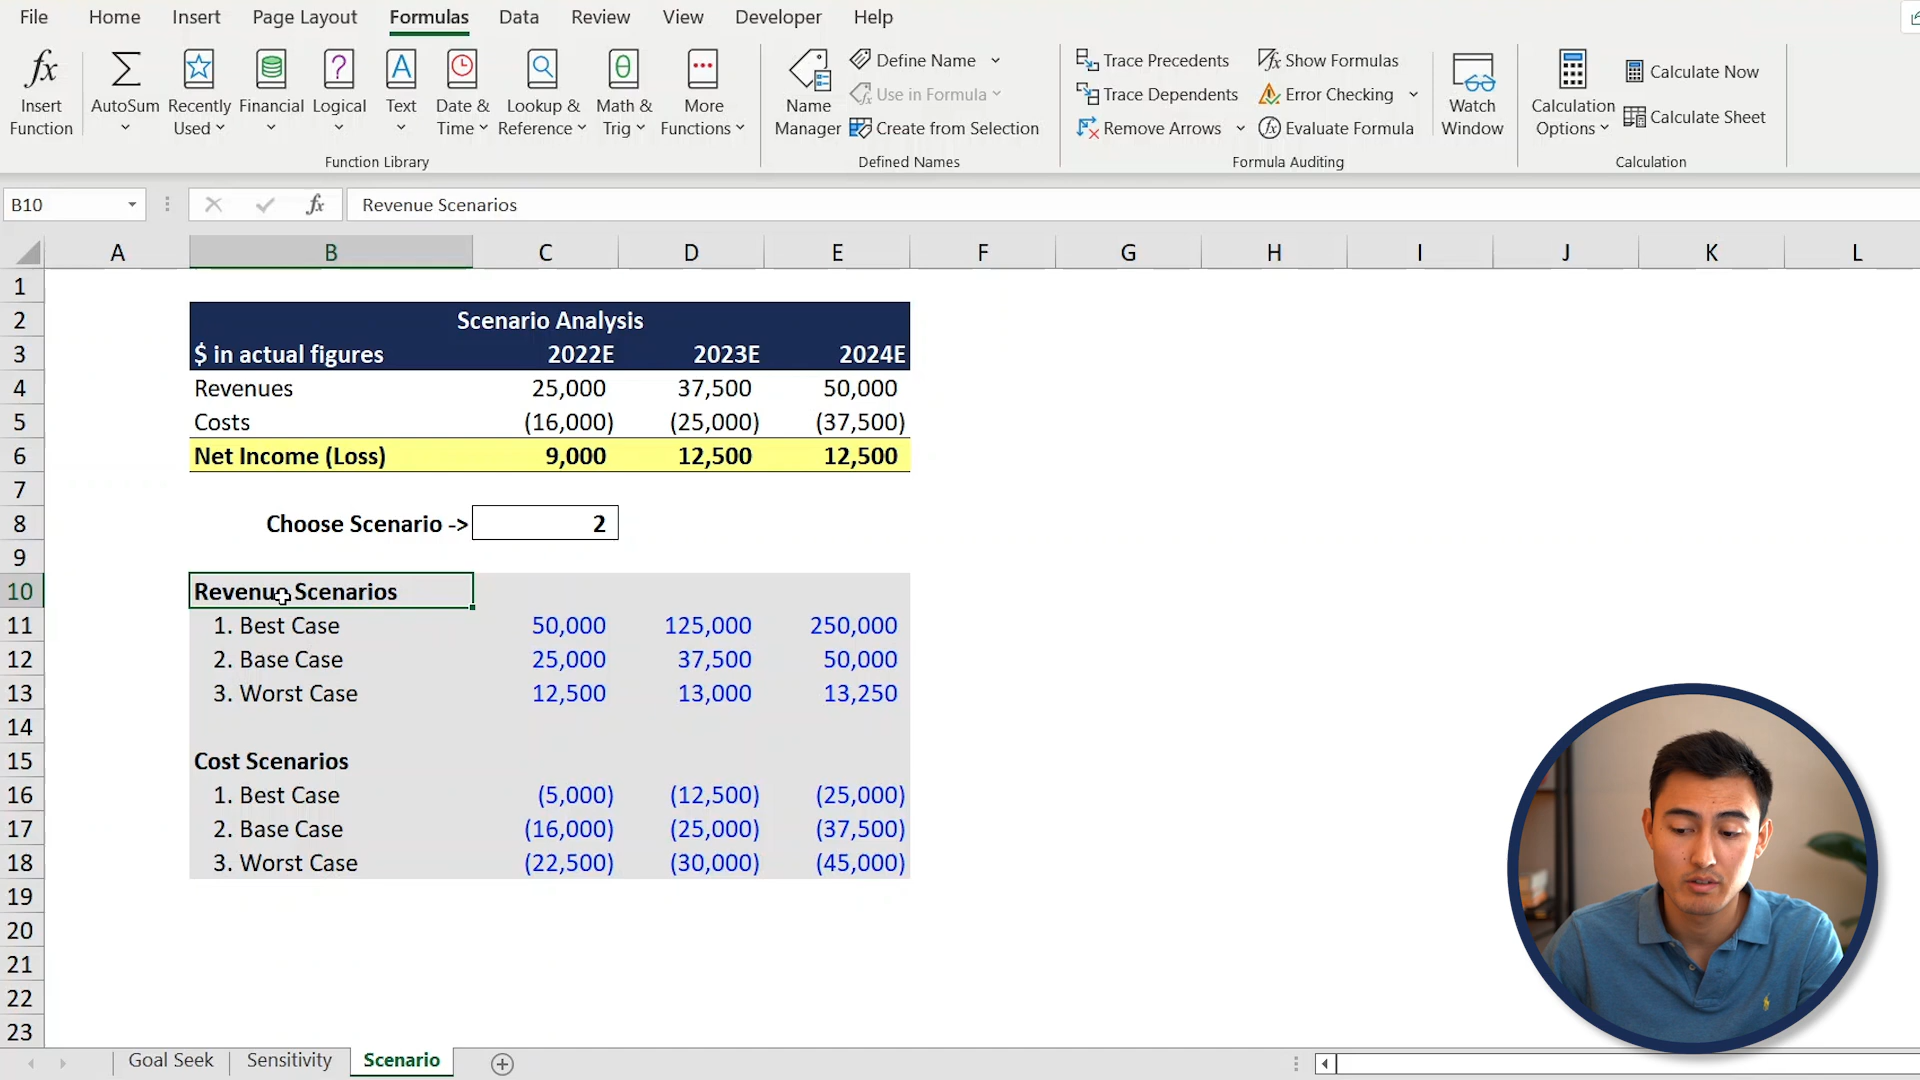 File Home Insert Page Layout Formulas Data Review View Developer Help
fx Insert Function
Σ AutoSum
Recently Used
Financial
Logical
A Text
Date & Time
Lookup & Reference
θ Math & Trig
More Functions
Function Library
Name Manager
Define Name
Use in Formula
Create from Selection
Defined Names
Trace Precedents
Trace Dependents
Remove Arrows
Show Formulas
Error Checking
Evaluate Formula
Formula Auditing
Watch Window
Calculation Options
Calculate Now
Calculate Sheet
Calculation
B10 fx Revenue Scenarios
A B C D E F G H I J K L
1
2 Scenario Analysis
3 $ in actual figures 2022E 2023E 2024E
4 Revenues 25,000 37,500 50,000
5 Costs (16,000) (25,000) (37,500)
6 Net Income (Loss) 9,000 12,500 12,500
7
8 Choose Scenario -> 2
9
10 Revenue Scenarios
11 1. Best Case 50,000 125,000 250,000
12 2. Base Case 25,000 37,500 50,000
13 3. Worst Case 12,500 13,000 13,250
14
15 Cost Scenarios
16 1. Best Case (5,000) (12,500) (25,000)
17 2. Base Case (16,000) (25,000) (37,500)
18 3. Worst Case (22,500) (30,000) (45,000)
19
20
21
22
23
Goal Seek Sensitivity Scenario